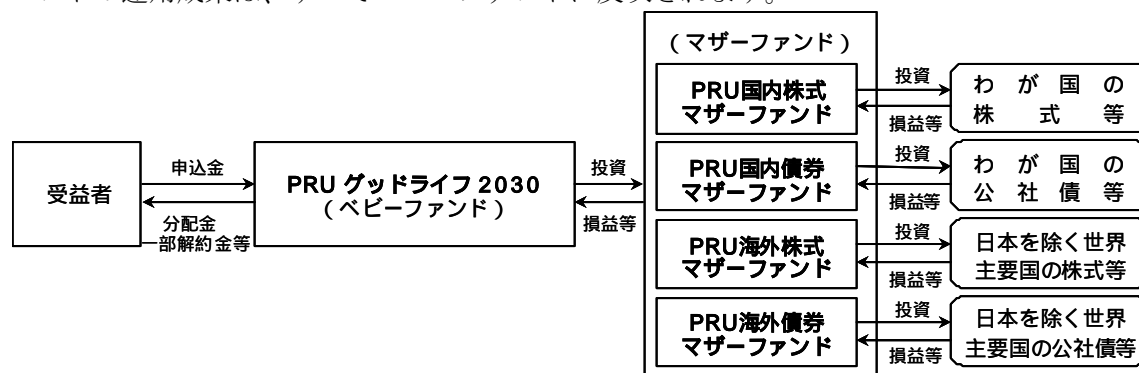 （マザーファンド）
PRU国内株式
マザーファンド
投資
損益等
わが国の
株式等
PRU国内債券
マザーファンド
投資
損益等
わが国の
公社債等
受益者
申込金
分配金
一部解約金等
PRU グッドライフ 2030
（ベビーファンド）
投資
損益等
PRU海外株式
マザーファンド
投資
損益等
日本を除く世界
主要国の株式等
PRU海外債券
マザーファンド
投資
損益等
日本を除く世界
主要国の公社債等